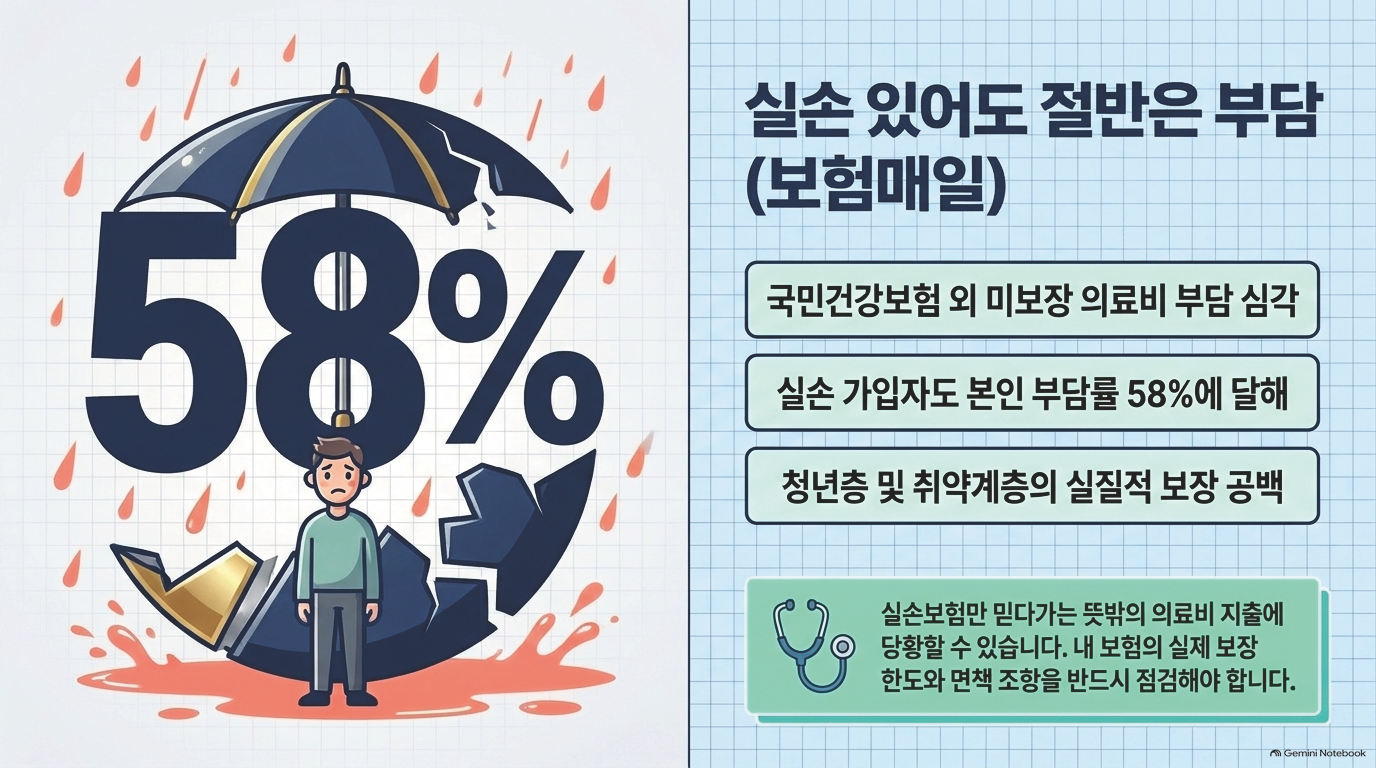 58%
실손 있어도 절반은 부담
(보험매일)
국민건강보험 외 미보장 의료비 부담 심각
실손 가입자도 본인 부담률 58%에 달해
청년층 및 취약계층의 실질적 보장 공백
실손보험만 믿다가는 뜻밖의 의료비 지출에
당황할 수 있습니다. 내 보험의 실제 보장
한도와 면책 조항을 반드시 점검해야 합니다.
Gemini Notebook